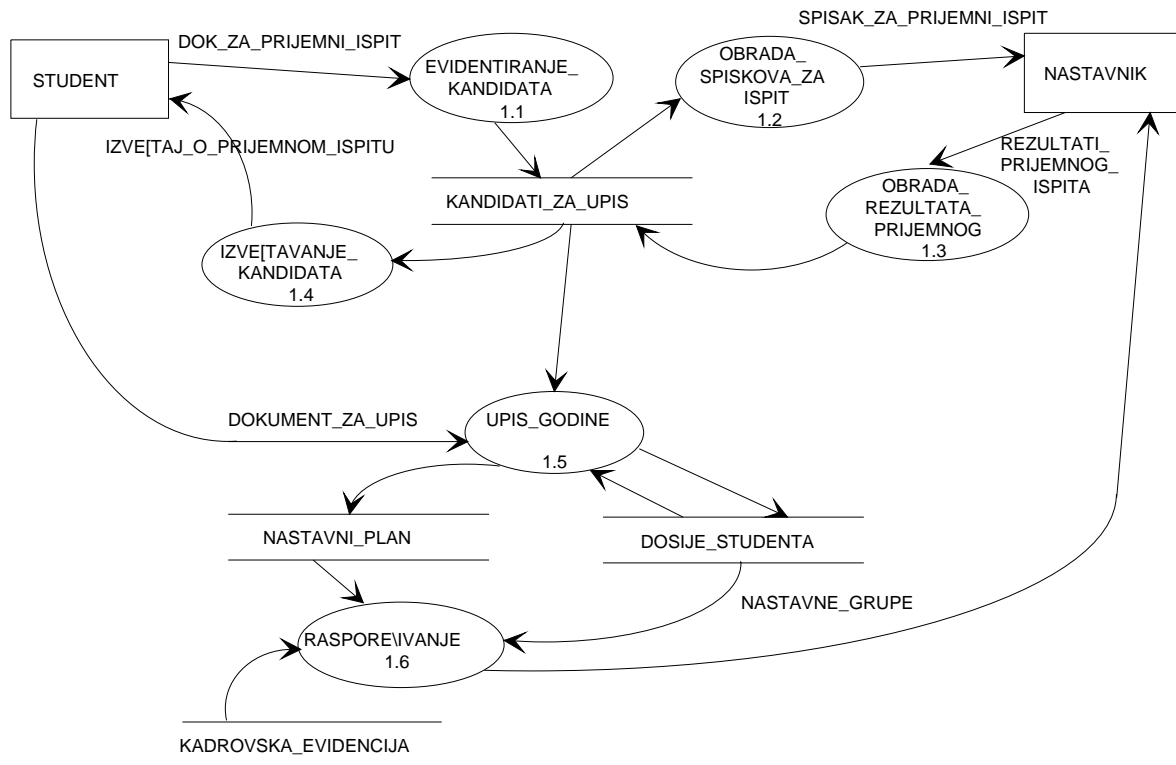 SPISAK_ZA_PRIJEMNI_ISPIT
DOK_ZA_PRIJEMNI_ISPIT
STUDENT
EVIDENTIRANJE_
KANDIDATA
1.1
OBRADA_
SPISKOVA_ZA
ISPIT
1.2
NASTAVNIK
IZVE[TAJ_O_PRIJEMNOM_ISPITU
REZULTATI_
PRIJEMNOG_
ISPITA
KANDIDATI_ZA_UPIS
OBRADA_
REZULTATA_
PRIJEMNOG
1.3
IZVE[TAVANJE_
KANDIDATA
1.4
DOKUMENT_ZA_UPIS
UPIS_GODINE
1.5
NASTAVNI_PLAN
DOSIJE_STUDENTA
NASTAVNE_GRUPE
RASPORE\IVANJE
1.6
KADROVSKA_EVIDENCIJA